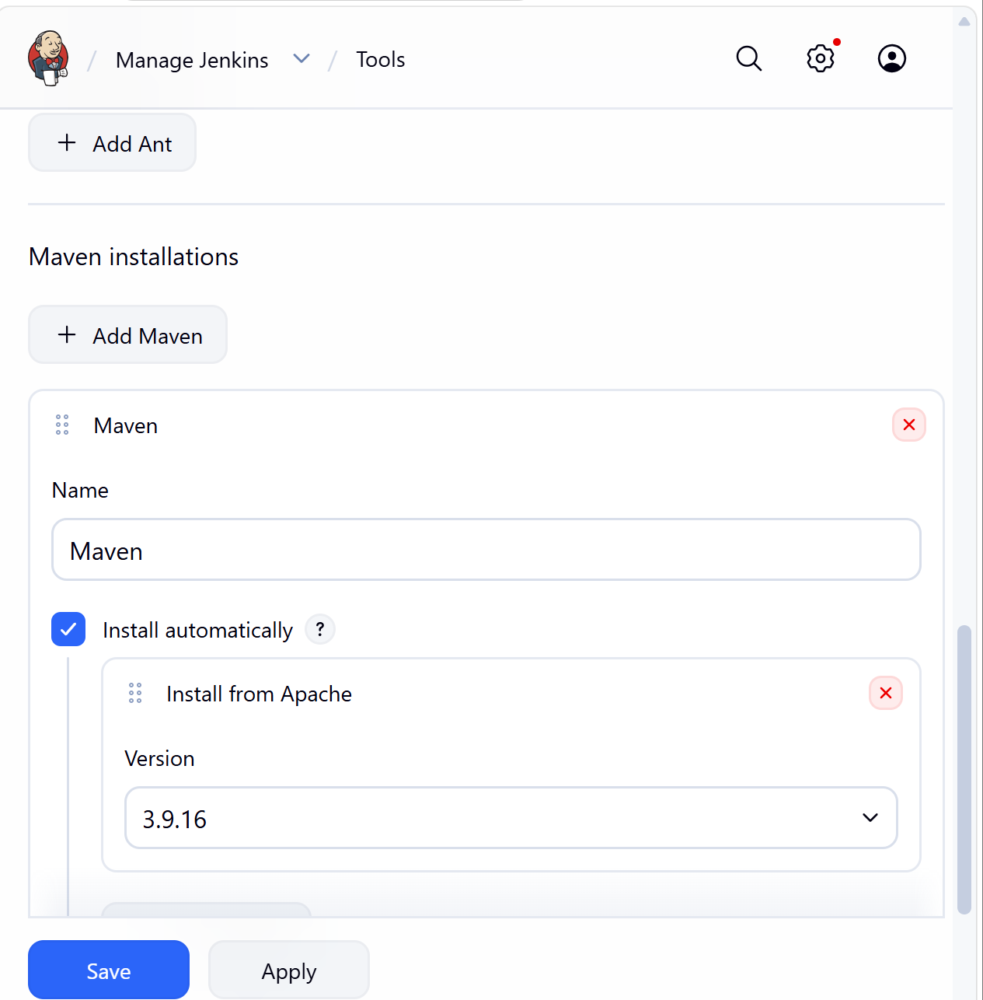 / Manage Jenkins / Tools
+ Add Ant
Maven installations
+ Add Maven
Maven
Name
Maven
Install automatically ?
Install from Apache
Version
3.9.16
Save Apply